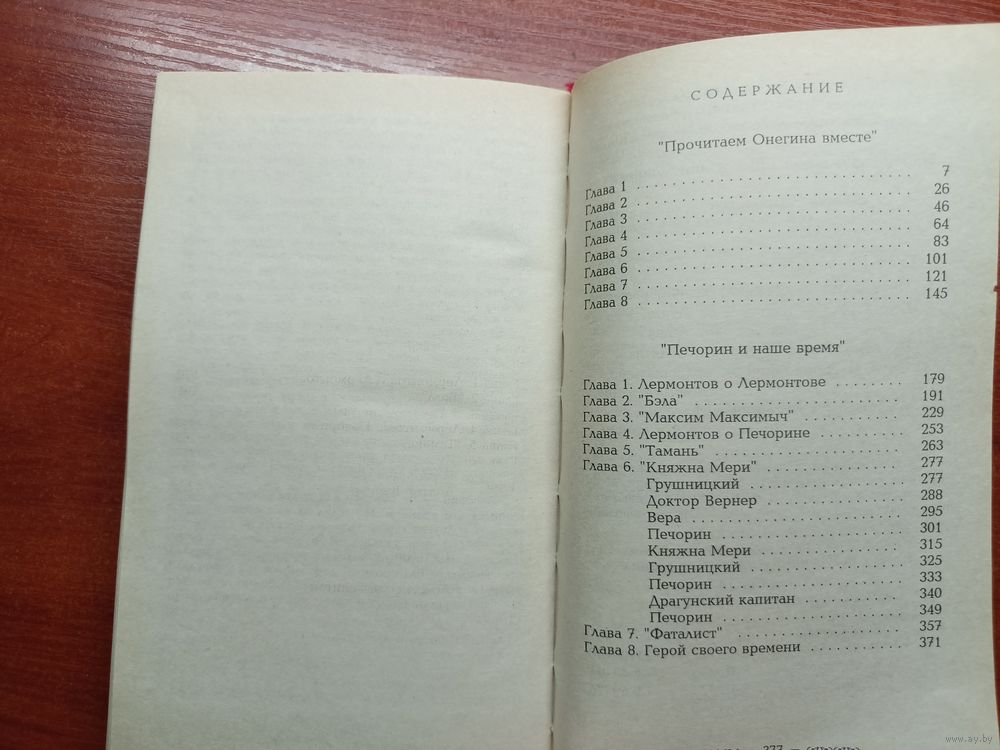 СОДЕРЖАНИЕ
"Прочитаем Онегина вместе"
Глава 1 . . . . . . . . . . . . . . . . . . . . . . . . . . . . . . 7
Глава 2 . . . . . . . . . . . . . . . . . . . . . . . . . . . . . . 26
Глава 3 . . . . . . . . . . . . . . . . . . . . . . . . . . . . . . 46
Глава 4 . . . . . . . . . . . . . . . . . . . . . . . . . . . . . . 64
Глава 5 . . . . . . . . . . . . . . . . . . . . . . . . . . . . . . 83
Глава 6 . . . . . . . . . . . . . . . . . . . . . . . . . . . . . . 101
Глава 7 . . . . . . . . . . . . . . . . . . . . . . . . . . . . . . 121
Глава 8 . . . . . . . . . . . . . . . . . . . . . . . . . . . . . . 145
"Печорин и наше время"
Глава 1. Лермонтов о Лермонтове . . . . . . . . 179
Глава 2. "Бэла" . . . . . . . . . . . . . . . . . . . . . . . 191
Глава 3. "Максим Максимыч" . . . . . . . . . . . . 229
Глава 4. Лермонтов о Печорине . . . . . . . . . . 253
Глава 5. "Тамань" . . . . . . . . . . . . . . . . . . . . . 263
Глава 6. "Княжна Мери" . . . . . . . . . . . . . . . . 277
Грушницкий . . . . . . . . . . . . . . . . . . 277
Доктор Вернер . . . . . . . . . . . . . . . . 288
Вера . . . . . . . . . . . . . . . . . . . . . . . . 295
Печорин . . . . . . . . . . . . . . . . . . . . . 301
Княжна Мери . . . . . . . . . . . . . . . . . 315
Грушницкий . . . . . . . . . . . . . . . . . . 325
Печорин . . . . . . . . . . . . . . . . . . . . . 333
Драгунский капитан . . . . . . . . . . . 340
Печорин . . . . . . . . . . . . . . . . . . . . . 349
Глава 7. "Фаталист" . . . . . . . . . . . . . . . . . . . 357
Глава 8. Герой своего времени . . . . . . . . . . . 371
www.ay.by